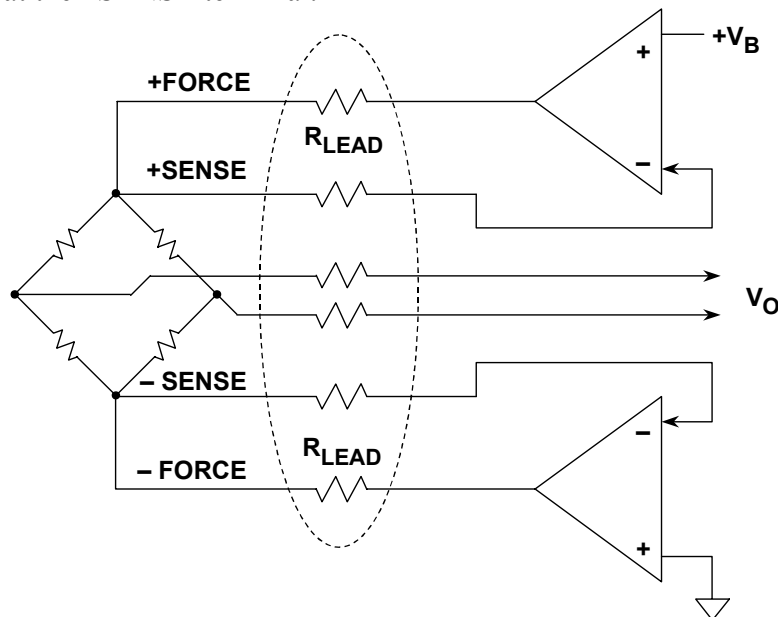 +FORCE
+V_B
+
R_LEAD
–
+SENSE
V_O
– SENSE
–
R_LEAD
– FORCE
+